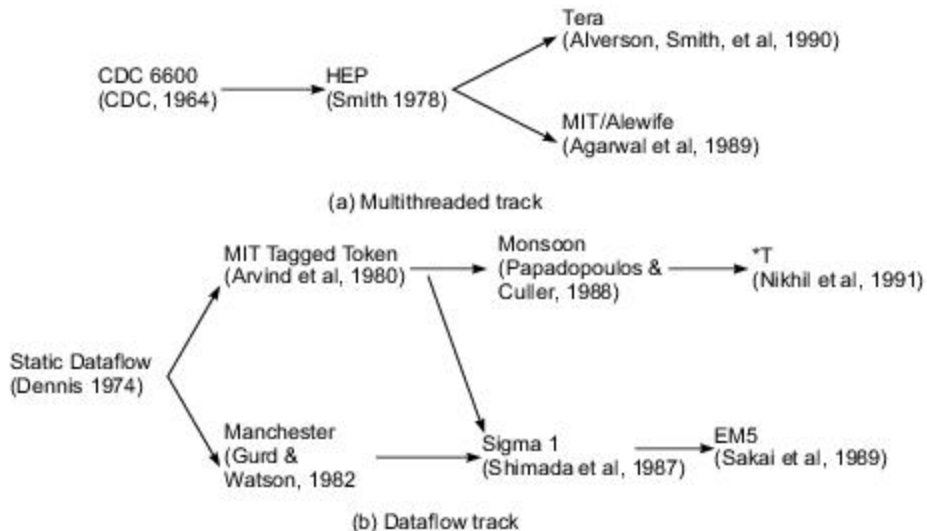 Tera
(Alverson, Smith, et al, 1990)
CDC 6600
(CDC, 1964)
HEP
(Smith 1978)
MIT/Alewife
(Agarwal et al, 1989)
(a) Multithreaded track
MIT Tagged Token
(Arvind et al, 1980)
Monsoon
(Papadopoulos &
Culler, 1988)
*T
(Nikhil et al, 1991)
Static Dataflow
(Dennis 1974)
Manchester
(Gurd &
Watson, 1982
Sigma 1
(Shimada et al, 1987)
EM5
(Sakai et al, 1989)
(b) Dataflow track